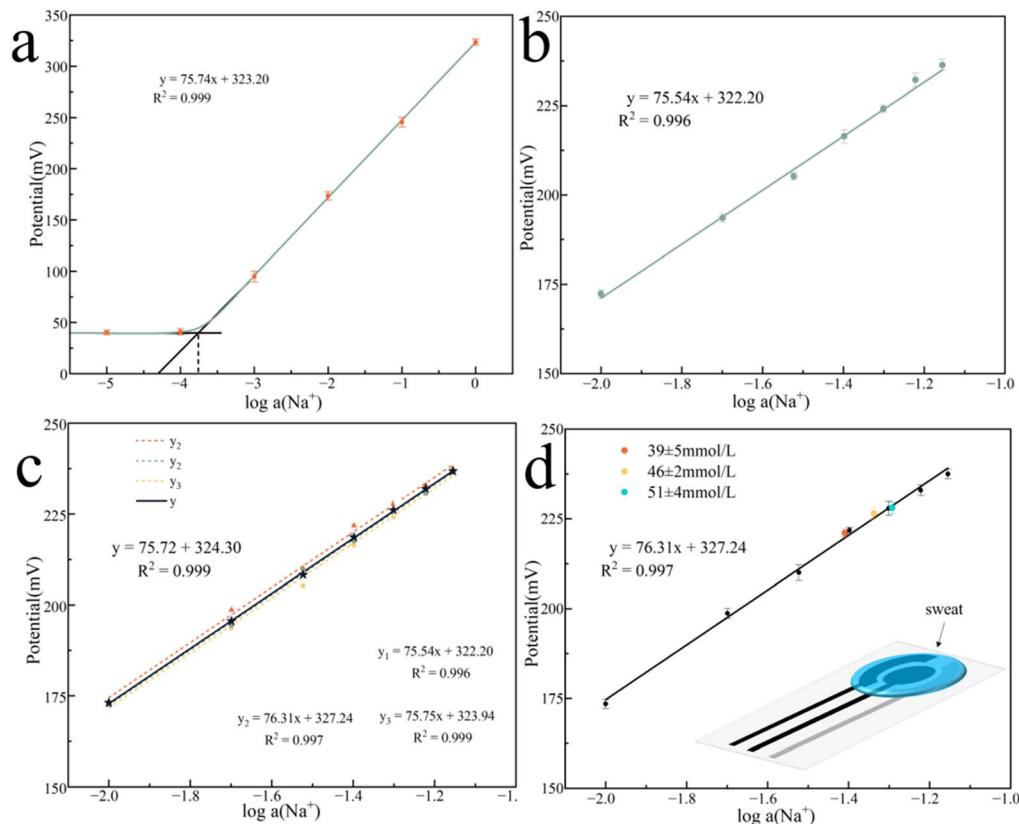 a
350
300
250
200
150
100
50
0
Potential(mV)
y = 75.74x + 323.20
R² = 0.999
−5
−4
−3
−2
−1
0
log a(Na⁺)
b
250
225
200
175
150
Potential(mV)
y = 75.54x + 322.20
R² = 0.996
−2.0
−1.8
−1.6
−1.4
−1.2
−1.0
log a(Na⁺)
c
250
225
200
175
150
Potential(mV)
y₂
y₂
y₃
y
y = 75.72 + 324.30
R² = 0.999
y₁ = 75.54x + 322.20
R² = 0.996
y₂ = 76.31x + 327.24
R² = 0.997
y₃ = 75.75x + 323.94
R² = 0.999
−2.0
−1.8
−1.6
−1.4
−1.2
−1.
log a(Na⁺)
d
250
225
200
175
150
Potential(mV)
39±5mmol/L
46±2mmol/L
51±4mmol/L
y = 76.31x + 327.24
R² = 0.997
sweat
−2.0
−1.8
−1.6
−1.4
−1.2
−1.0
log a(Na⁺)